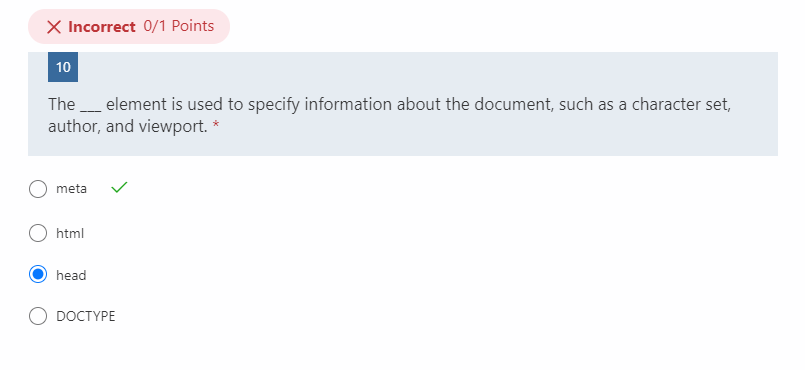 Incorrect 0/1 Points
10
The ___ element is used to specify information about the document, such as a character set,
author, and viewport. *
meta
html
head
DOCTYPE